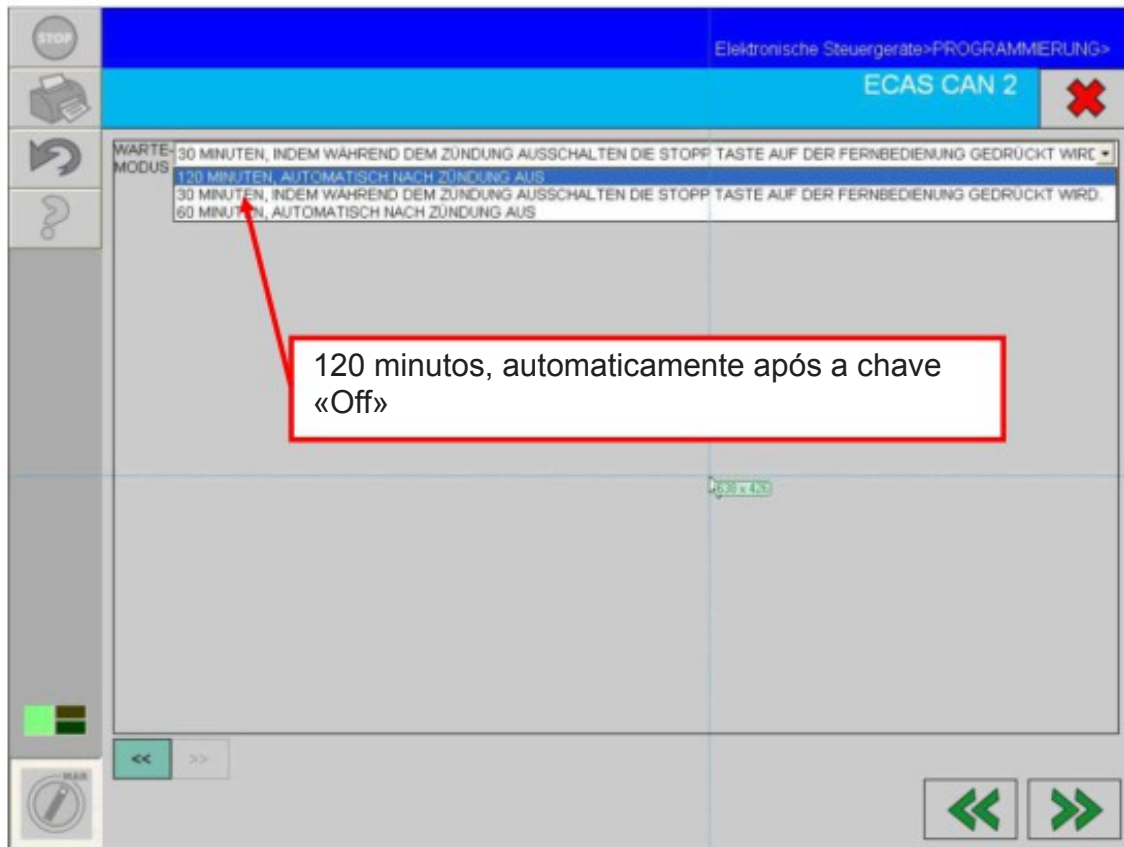 STOP
Elektronische Steuergeräte>PROGRAMMIERUNG>
ECAS CAN 2
WARTE-
MODUS
30 MINUTEN, INDEM WÄHREND DEM ZÜNDUNG AUSSCHALTEN DIE STOPP TASTE AUF DER FERNBEDIENUNG GEDRÜCKT WIRD
120 MINUTEN, AUTOMATISCH NACH ZÜNDUNG AUS
30 MINUTEN, INDEM WÄHREND DEM ZÜNDUNG AUSSCHALTEN DIE STOPP TASTE AUF DER FERNBEDIENUNG GEDRÜCKT WIRD.
60 MINUTEN, AUTOMATISCH NACH ZÜNDUNG AUS
120 minutos, automaticamente após a chave
«Off»
638 x 426
<< >>
MAR